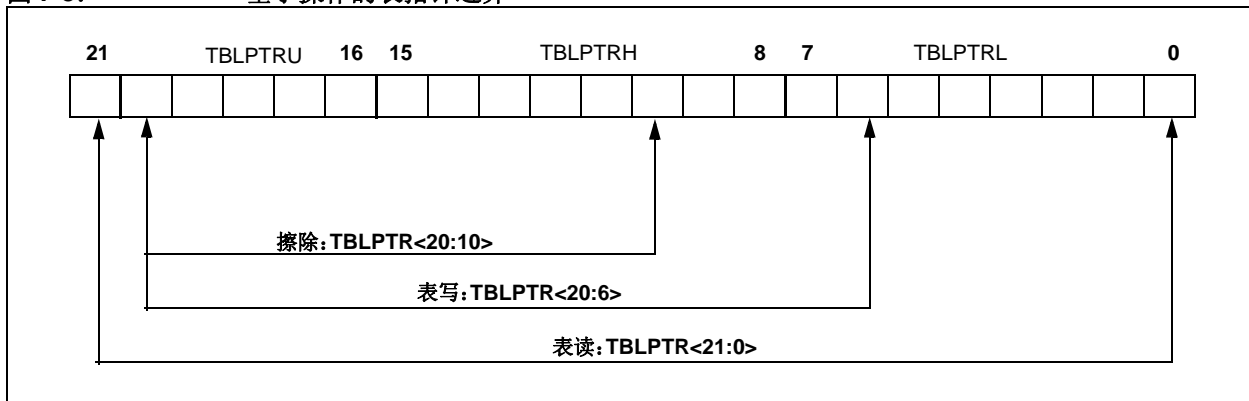 21 TBLPTRU 16 15 TBLPTRH 8 7 TBLPTRL 0
擦除:TBLPTR<20:10>
表写:TBLPTR<20:6>
表读:TBLPTR<21:0>